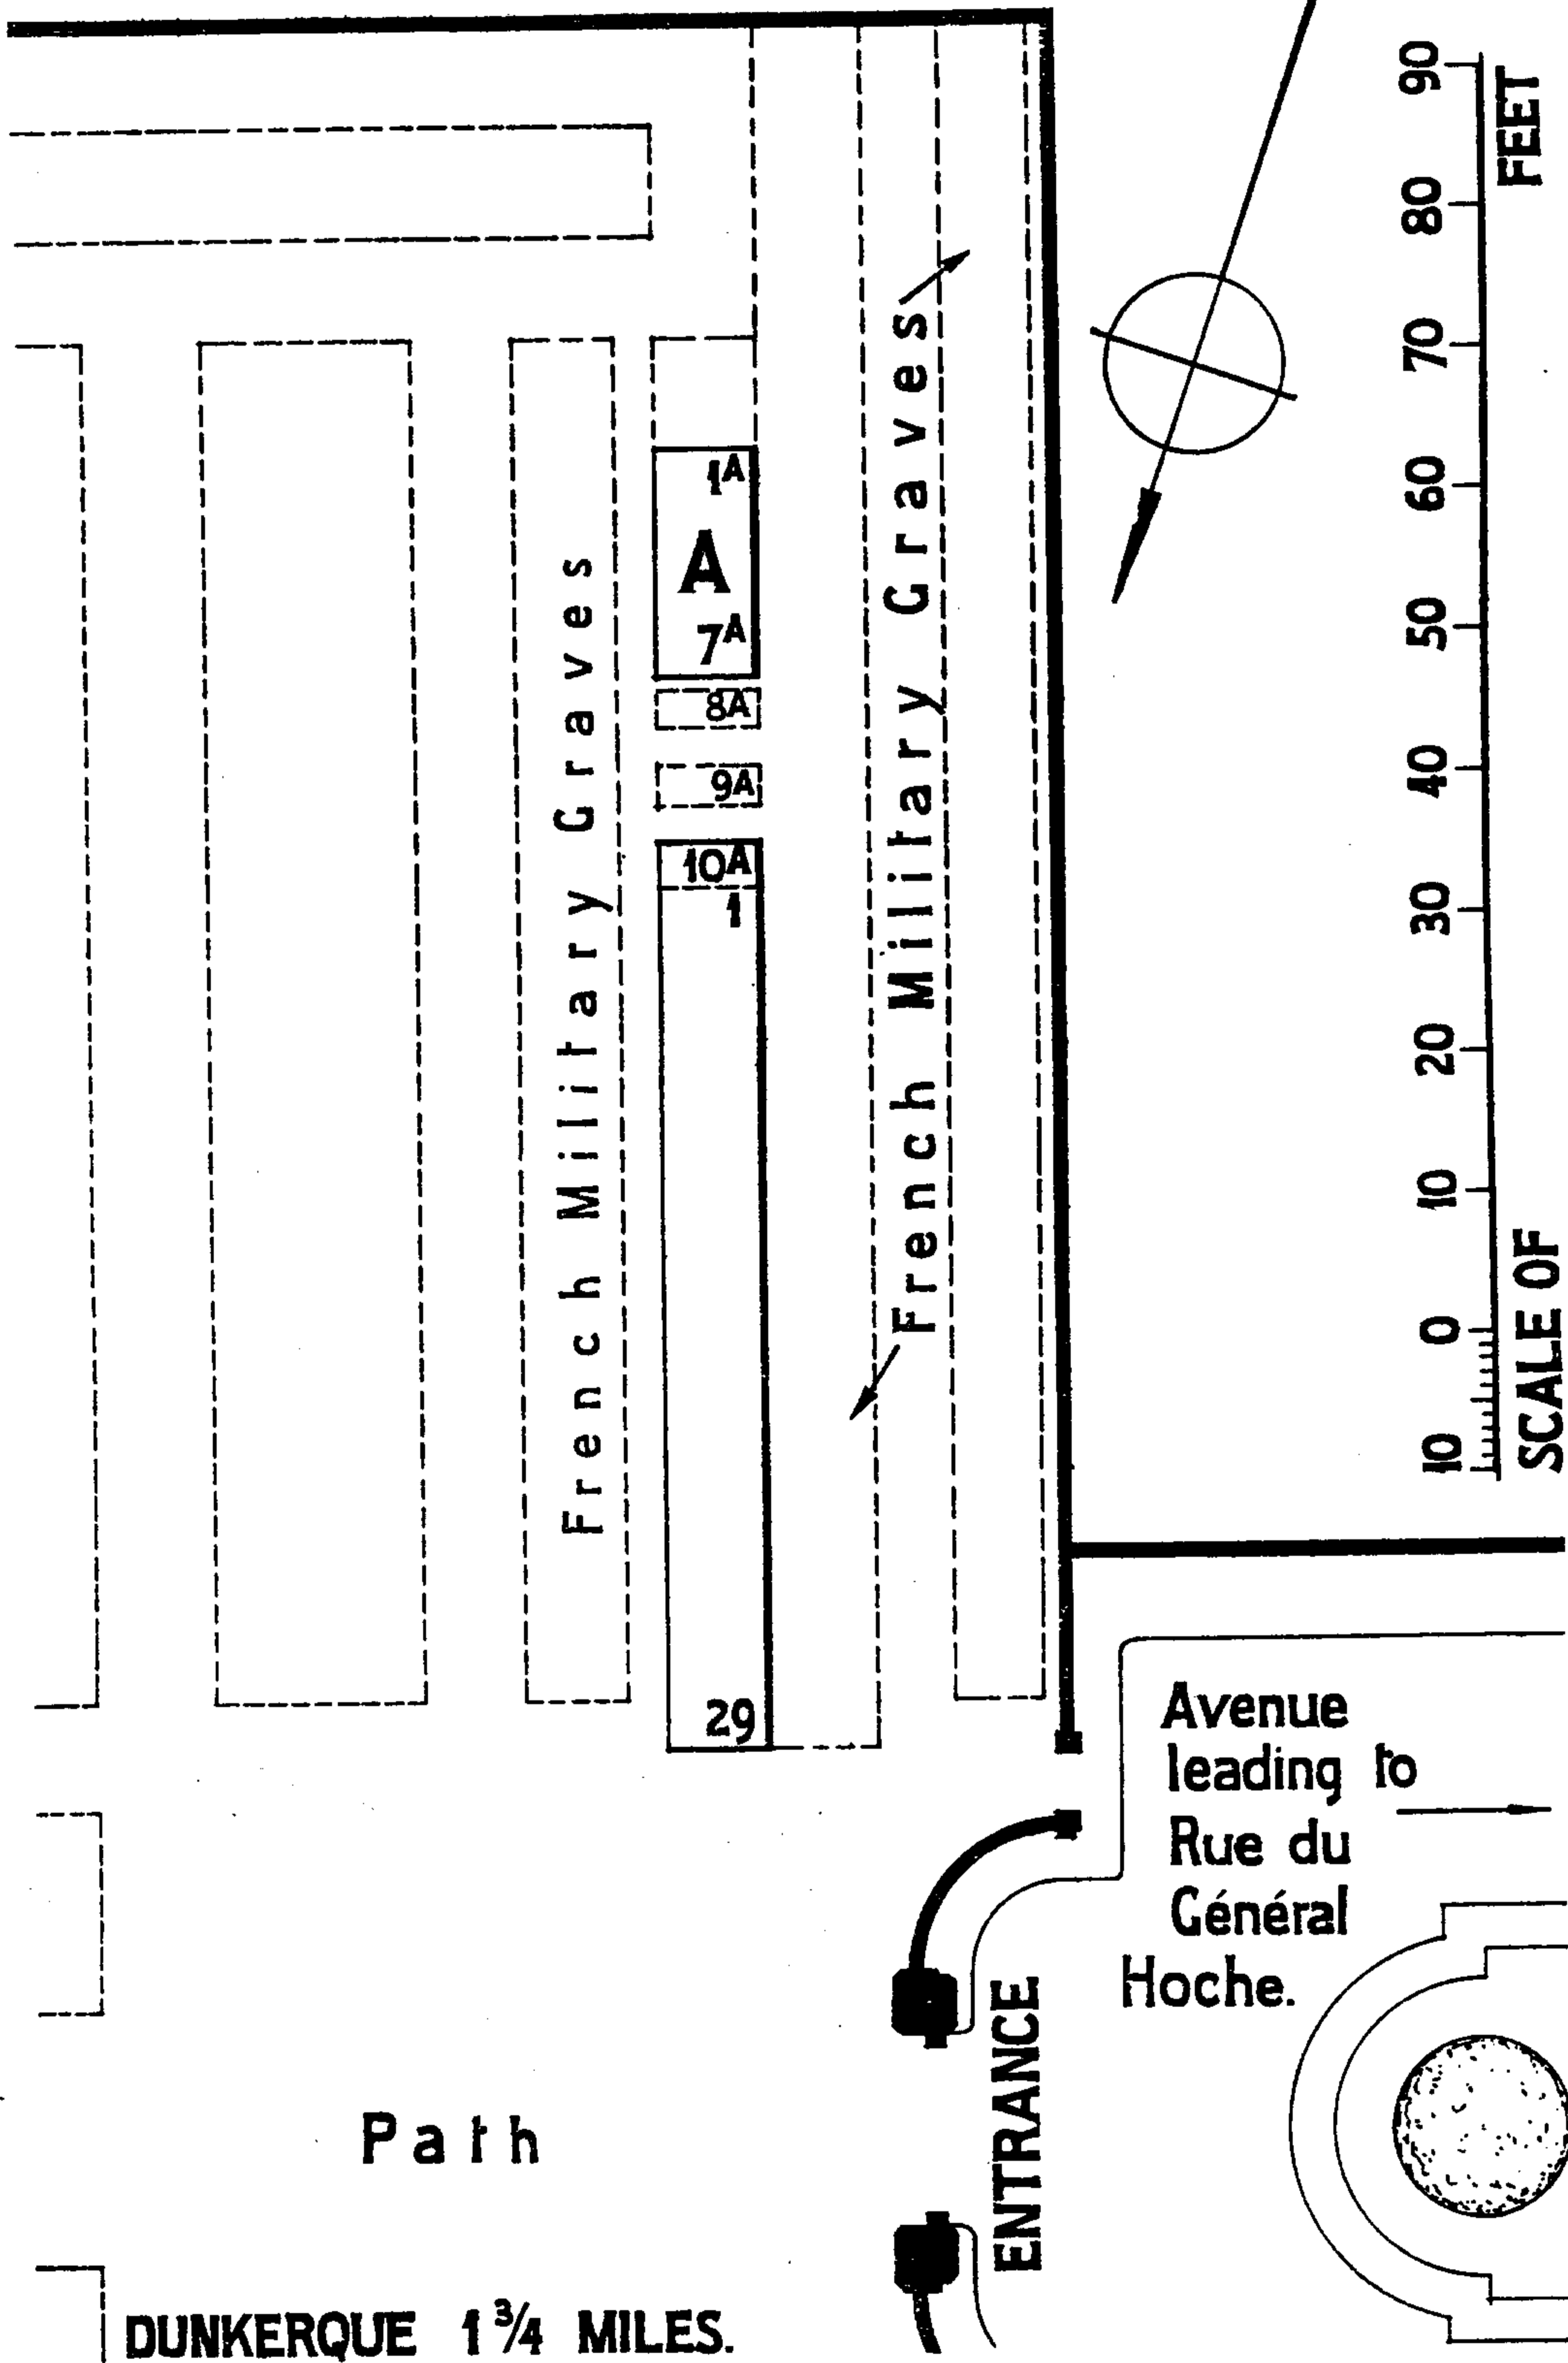 1A
A
7A
8A
9A
10A
1
29
French Military Graves
French Military Graves
90
80
70
60
50
40
30
20
10
0
10
SCALE OF FEET
Avenue
leading to
Rue du
Général
Hoche.
ENTRANCE
Path
DUNKERQUE 1¾ MILES.